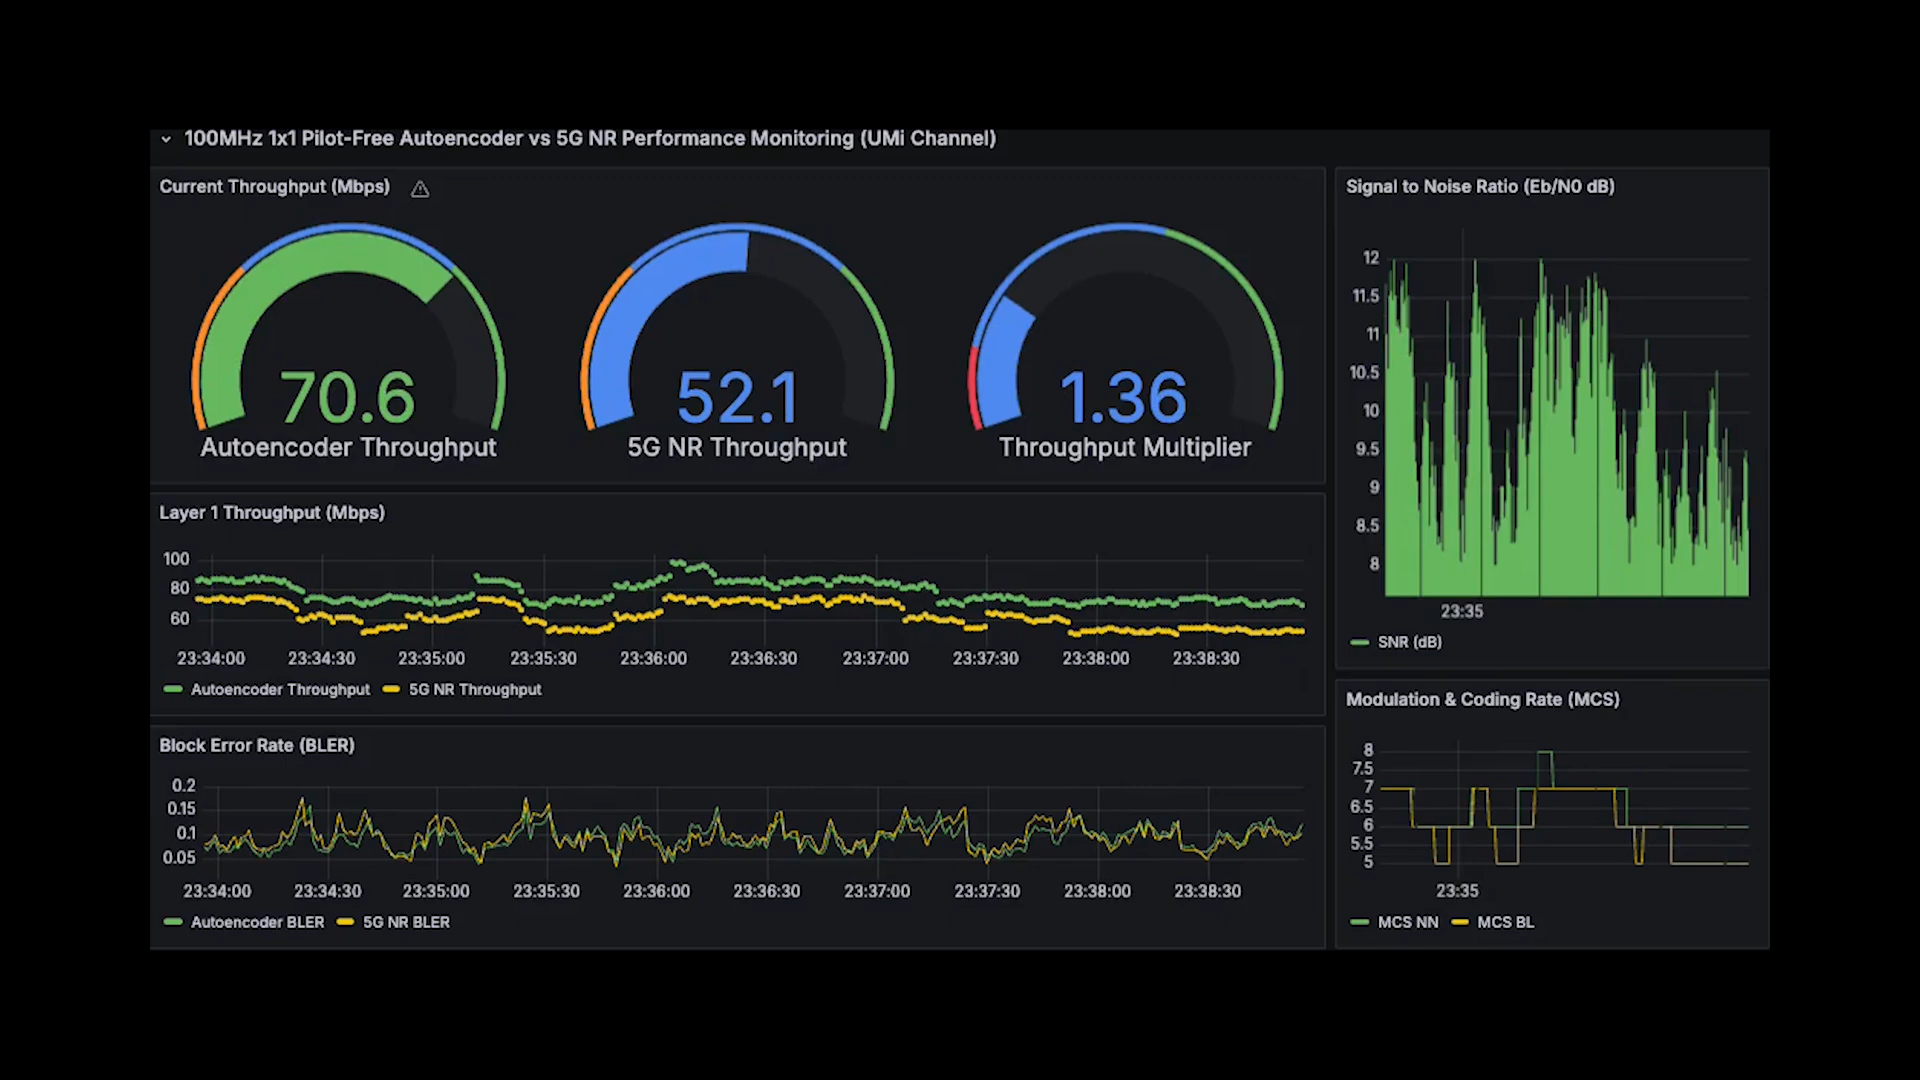 100MHz 1x1 Pilot-Free Autoencoder vs 5G NR Performance Monitoring (UMi Channel)
Current Throughput (Mbps)
70.6
Autoencoder Throughput
52.1
5G NR Throughput
1.36
Throughput Multiplier
Signal to Noise Ratio (Eb/N0 dB)
12
11.5
11
10.5
10
9.5
9
8.5
8
23:35
SNR (dB)
Layer 1 Throughput (Mbps)
100
80
60
23:34:00 23:34:30 23:35:00 23:35:30 23:36:00 23:36:30 23:37:00 23:37:30 23:38:00 23:38:30
Autoencoder Throughput 5G NR Throughput
Block Error Rate (BLER)
0.2
0.15
0.1
0.05
23:34:00 23:34:30 23:35:00 23:35:30 23:36:00 23:36:30 23:37:00 23:37:30 23:38:00 23:38:30
Autoencoder BLER 5G NR BLER
Modulation & Coding Rate (MCS)
8
7.5
7
6.5
6
5.5
5
23:35
MCS NN MCS BL